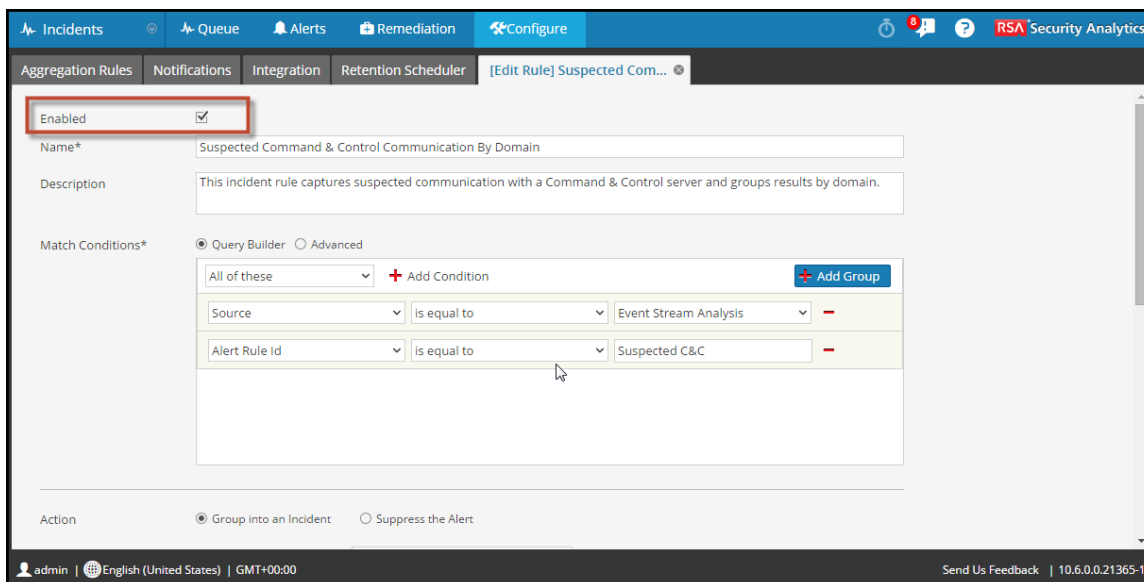 Incidents Queue Alerts Remediation Configure 8 ? RSA Security Analytics
Aggregation Rules Notifications Integration Retention Scheduler [Edit Rule] Suspected Com...
Enabled
Name* Suspected Command & Control Communication By Domain
Description This incident rule captures suspected communication with a Command & Control server and groups results by domain.
Match Conditions* Query Builder Advanced
All of these Add Condition Add Group
Source is equal to Event Stream Analysis
Alert Rule Id is equal to Suspected C&C
Action Group into an Incident Suppress the Alert
admin | English (United States) | GMT+00:00 Send Us Feedback | 10.6.0.0.21365-1